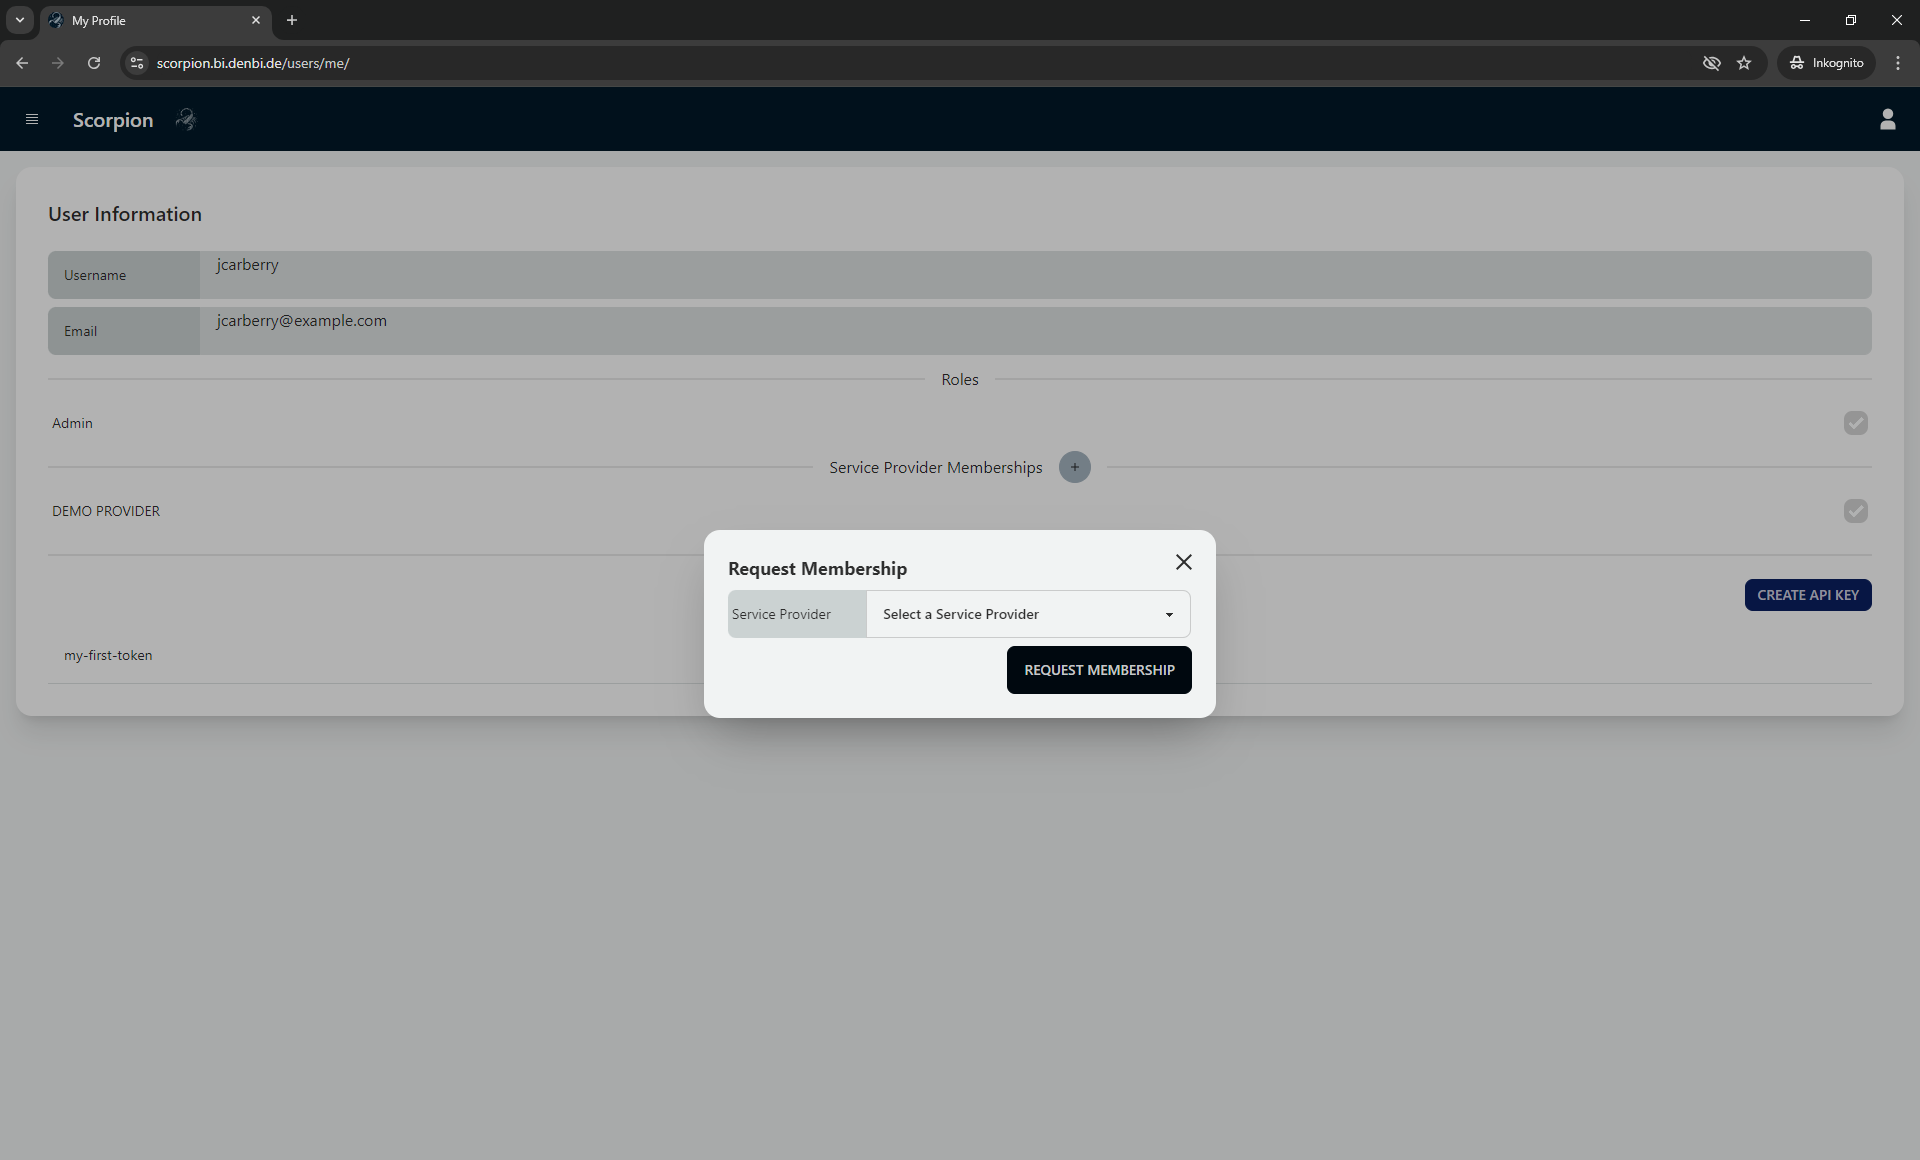 My Profile
scorpion.bi.denbi.de/users/me/
Inkognito
Scorpion
User Information
Username
jcarberry
Email
jcarberry@example.com
Roles
Admin
Service Provider Memberships
DEMO PROVIDER
Request Membership
Service Provider
Select a Service Provider
CREATE API KEY
my-first-token
REQUEST MEMBERSHIP